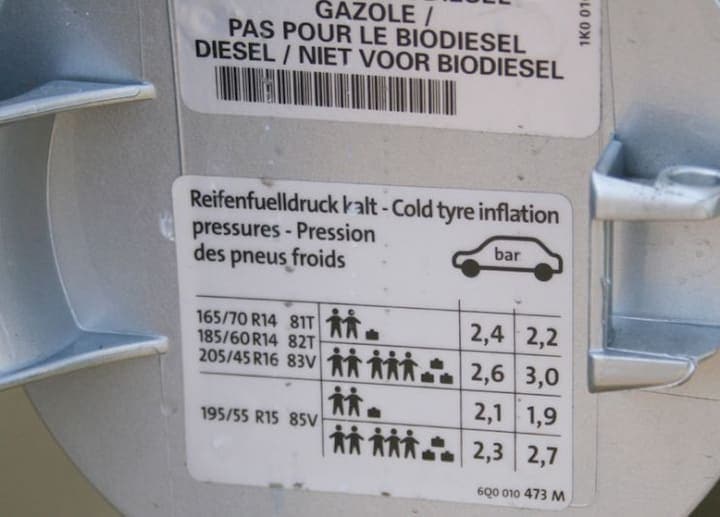 GAZOLE /
PAS POUR LE BIODIESEL
DIESEL / NIET VOOR BIODIESEL
1K0 01
Reifenfuelldruck kalt - Cold tyre inflation
pressures - Pression
des pneus froids
bar
165/70 R14 81T
185/60 R14 82T
205/45 R16 83V
2,4 2,2
2,6 3,0
195/55 R15 85V
2,1 1,9
2,3 2,7
6Q0 010 473 M